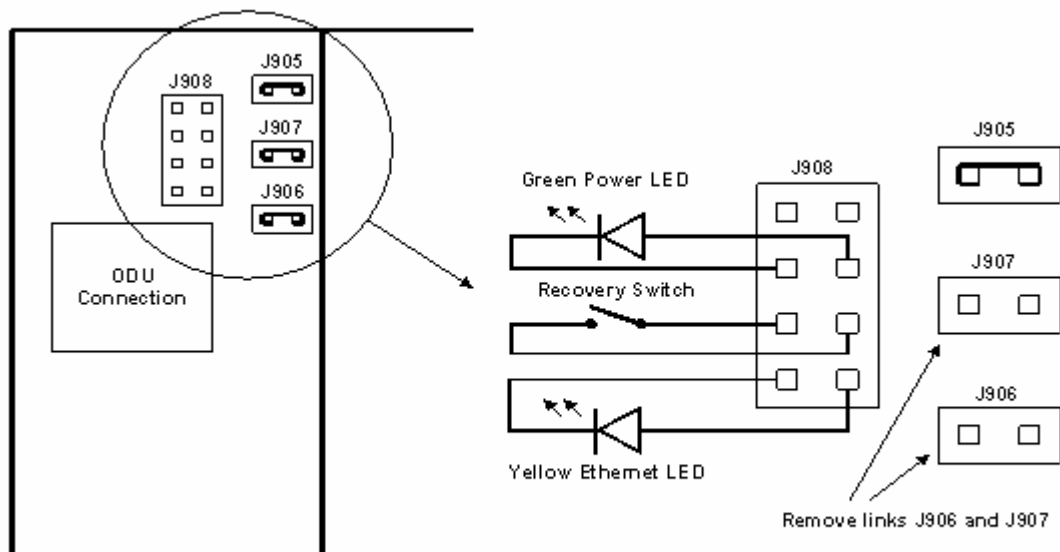 J905
J908
J907
J906
ODU
Connection
Green Power LED
J908
J905
Recovery Switch
J907
J906
Yellow Ethernet LED
Remove links J906 and J907